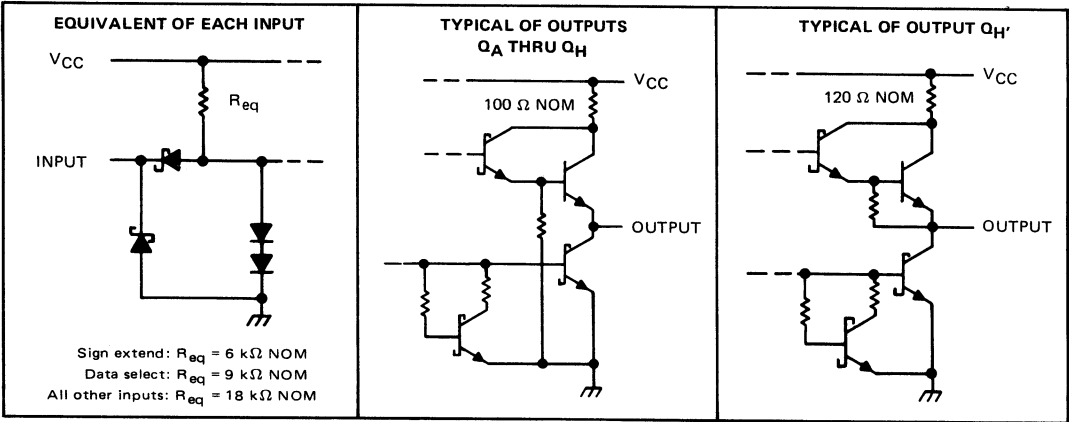 EQUIVALENT OF EACH INPUT
VCC
Req
INPUT
Sign extend: Req = 6 kΩ NOM
Data select: Req = 9 kΩ NOM
All other inputs: Req = 18 kΩ NOM
TYPICAL OF OUTPUTS
QA THRU QH
VCC
100 Ω NOM
OUTPUT
TYPICAL OF OUTPUT QH'
VCC
120 Ω NOM
OUTPUT